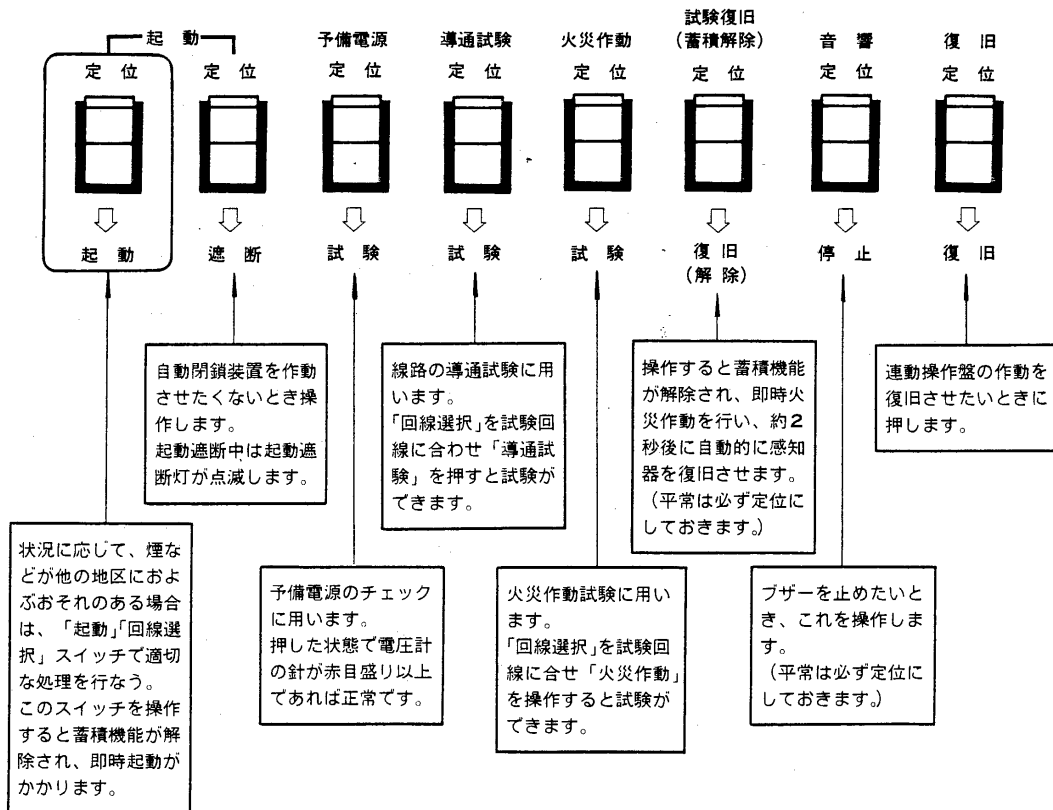 起動
予備電源
導通試験
火災作動
試験復旧
(蓄積解除)
音響
復旧
定位
定位
定位
定位
定位
定位
定位
定位
起動
遮断
試験
試験
試験
復旧
(解除)
停止
復旧
自動閉鎖装置を作動
させたくないとき操
作します。
起動遮断中は起動遮
断灯が点滅します。
線路の導通試験に用
います。
「回線選択」を試験回
線に合わせ「導通試
験」を押すと試験が
できます。
操作すると蓄積機能
が解除され、即時火
災作動を行い、約2
秒後に自動的に感知
器を復旧させます。
(平常は必ず定位に
しておきます。)
連動操作盤の作動を
復旧させたいときに
押します。
状況に応じて、煙な
どが他の地区におよ
ぶおそれのある場合
は、「起動」「回線選
択」スイッチで適切
な処理を行なう。
このスイッチを操作
すると蓄積機能が解
除され、即時起動が
かかります。
予備電源のチェック
に用います。
押した状態で電圧計
の針が赤目盛り以上
であれば正常です。
火災作動試験に用い
ます。
「回線選択」を試験回
線に合せ「火災作動」
を操作すると試験が
できます。
ブザーを止めたいと
き、これを操作しま
す。
(平常は必ず定位に
しておきます。)